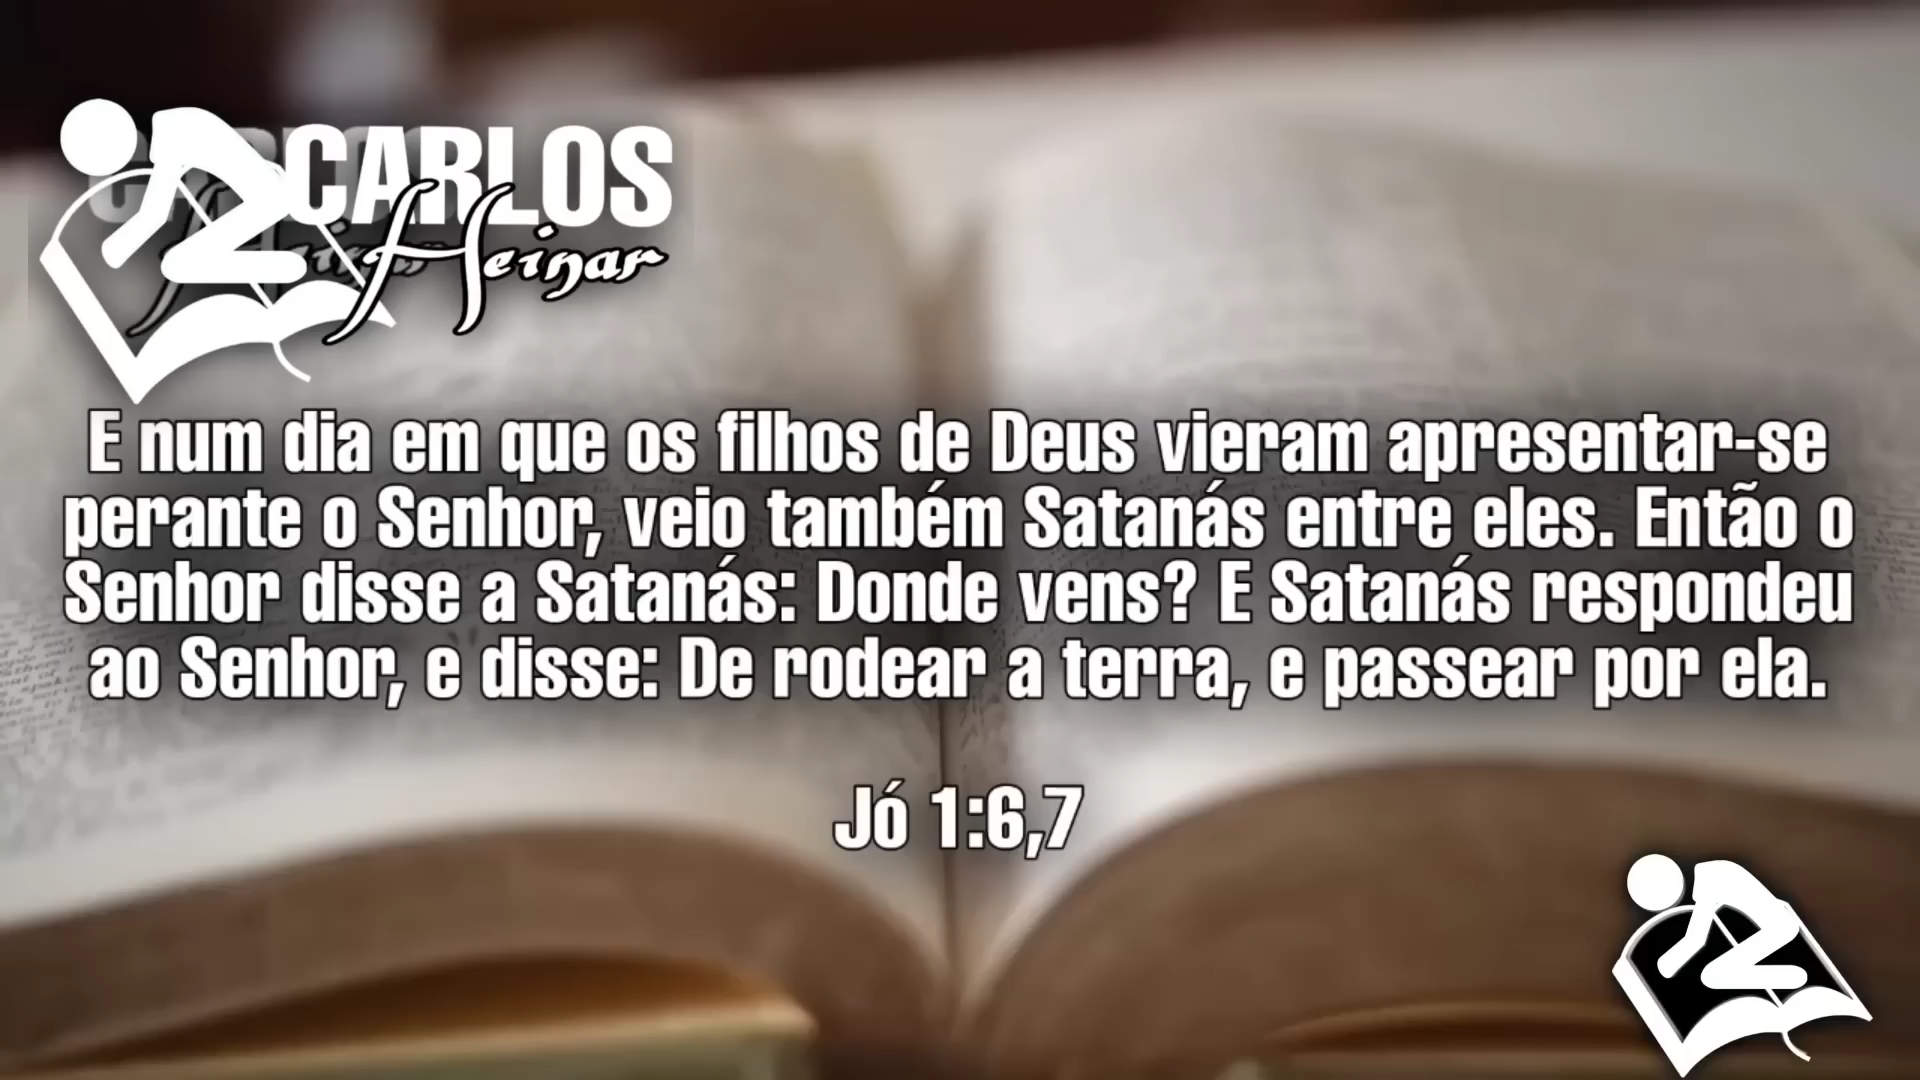 CARLOS
Heinar
E num dia em que os filhos de Deus vieram apresentar-se
perante o Senhor, veio também Satanás entre eles. Então o
Senhor disse a Satanás: Donde vens? E Satanás respondeu
ao Senhor, e disse: De rodear a terra, e passear por ela.
Jó 1:6,7